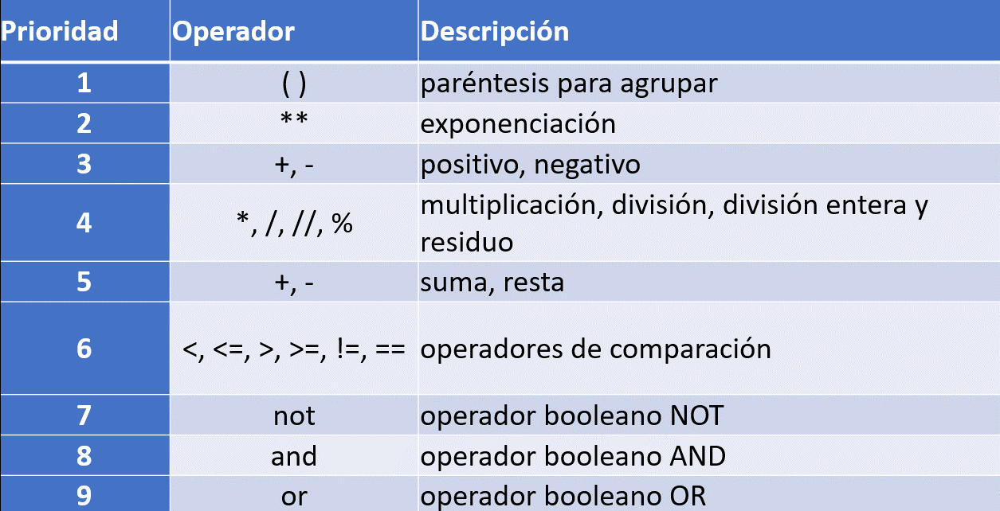 Prioridad Operador Descripción
1 ( ) paréntesis para agrupar
2 ** exponenciación
3 +, - positivo, negativo
4 *, /, //, % multiplicación, división, división entera y
residuo
5 +, - suma, resta
6 <, <=, >, >=, !=, == operadores de comparación
7 not operador booleano NOT
8 and operador booleano AND
9 or operador booleano OR